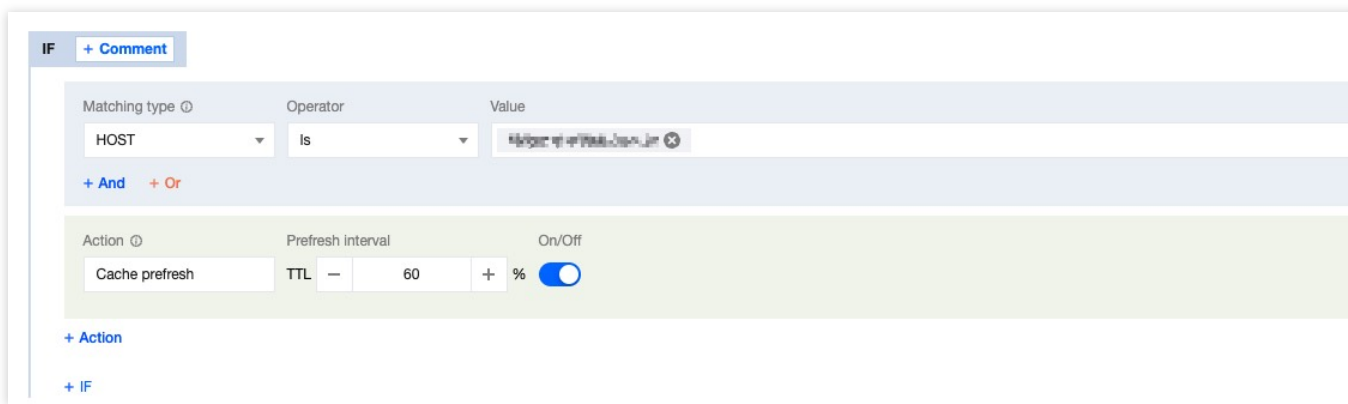 IF + Comment
Matching type Operator Value
HOST Is
+ And + Or
Action Prefresh interval On/Off
Cache prefresh TTL − 60 + %
+ Action
+ IF